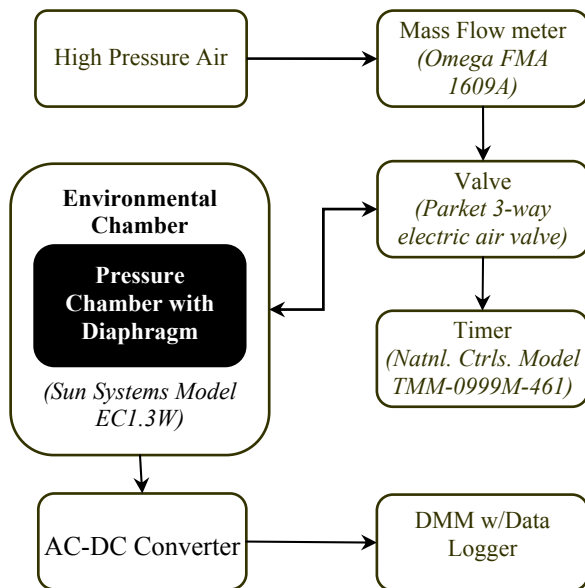 High Pressure Air
Mass Flow meter
(Omega FMA
1609A)
Environmental
Chamber
Pressure
Chamber with
Diaphragm
(Sun Systems Model
EC1.3W)
Valve
(Parket 3-way
electric air valve)
Timer
(Natnl. Ctrls. Model
TMM-0999M-461)
AC-DC Converter
DMM w/Data
Logger